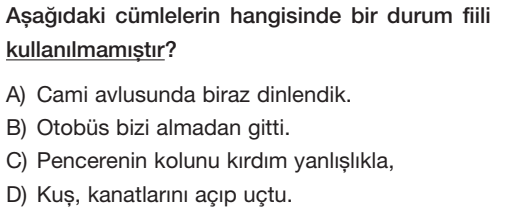 Aşağıdaki cümlelerin hangisinde bir durum fiili
kullanılmamıştır?
A) Cami avlusunda biraz dinlendik.
B) Otobüs bizi almadan gitti.
C) Pencerenin kolunu kırdım yanlışlıkla,
D) Kuş, kanatlarını açıp uçtu.